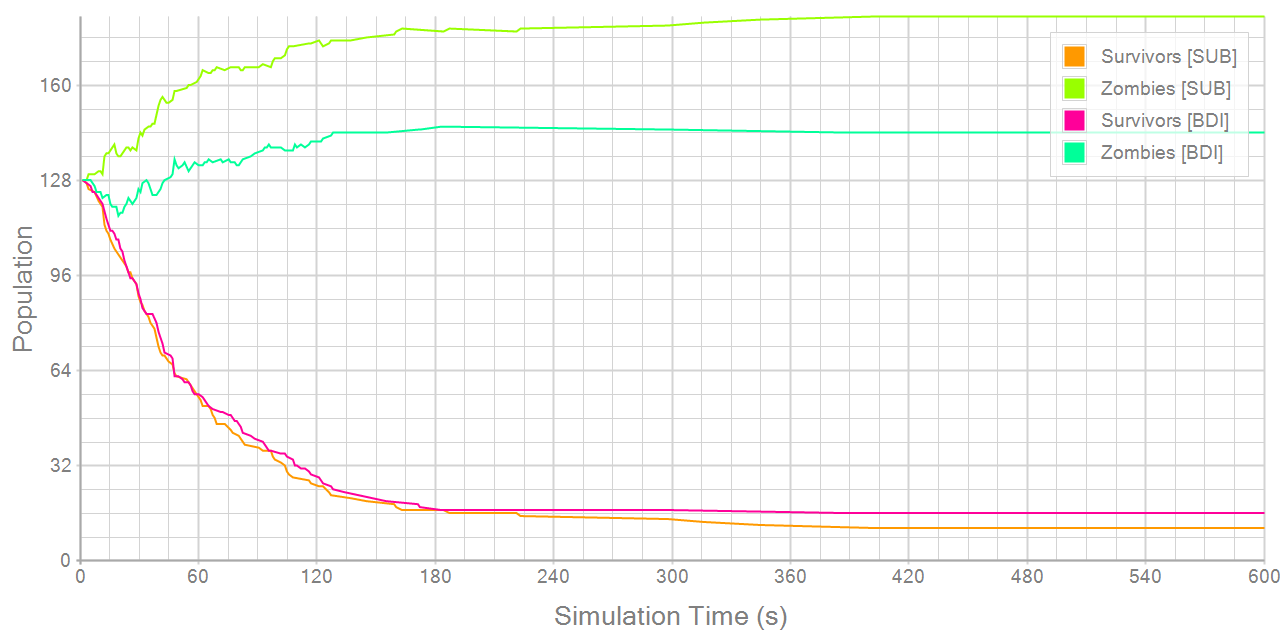 Survivors [SUB]
Zombies [SUB]
Survivors [BDI]
Zombies [BDI]
160
128
96
64
32
0
Population
0 60 120 180 240 300 360 420 480 540 600
Simulation Time (s)